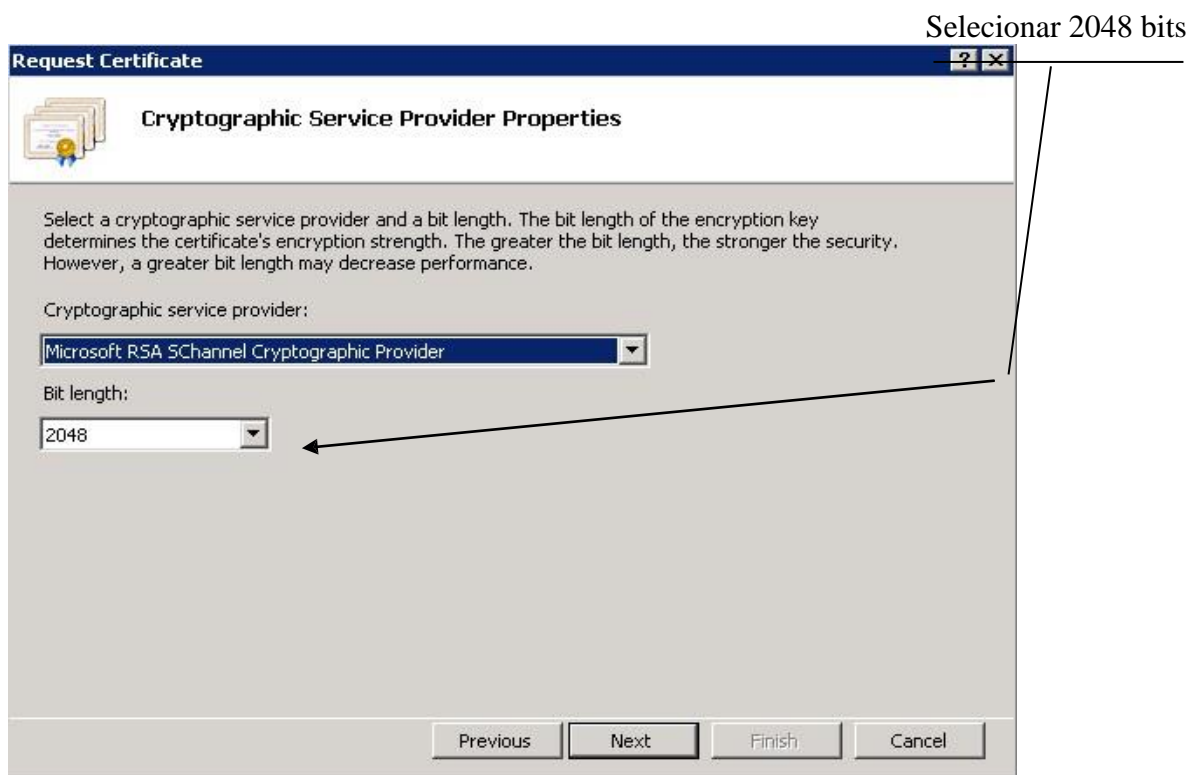 Selecionar 2048 bits
Request Certificate
Cryptographic Service Provider Properties
Select a cryptographic service provider and a bit length. The bit length of the encryption key
determines the certificate's encryption strength. The greater the bit length, the stronger the security.
However, a greater bit length may decrease performance.
Cryptographic service provider:
Microsoft RSA SChannel Cryptographic Provider
Bit length:
2048
Previous Next Finish Cancel